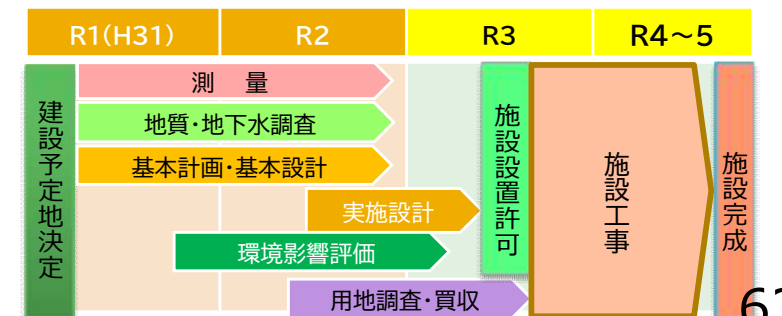 R1(H31)
R2
R3
R4～5
建設予定地決定
測　量
地質・地下水調査
基本計画・基本設計
実施設計
環境影響評価
用地調査・買収
施設設置許可
施設工事
施設完成